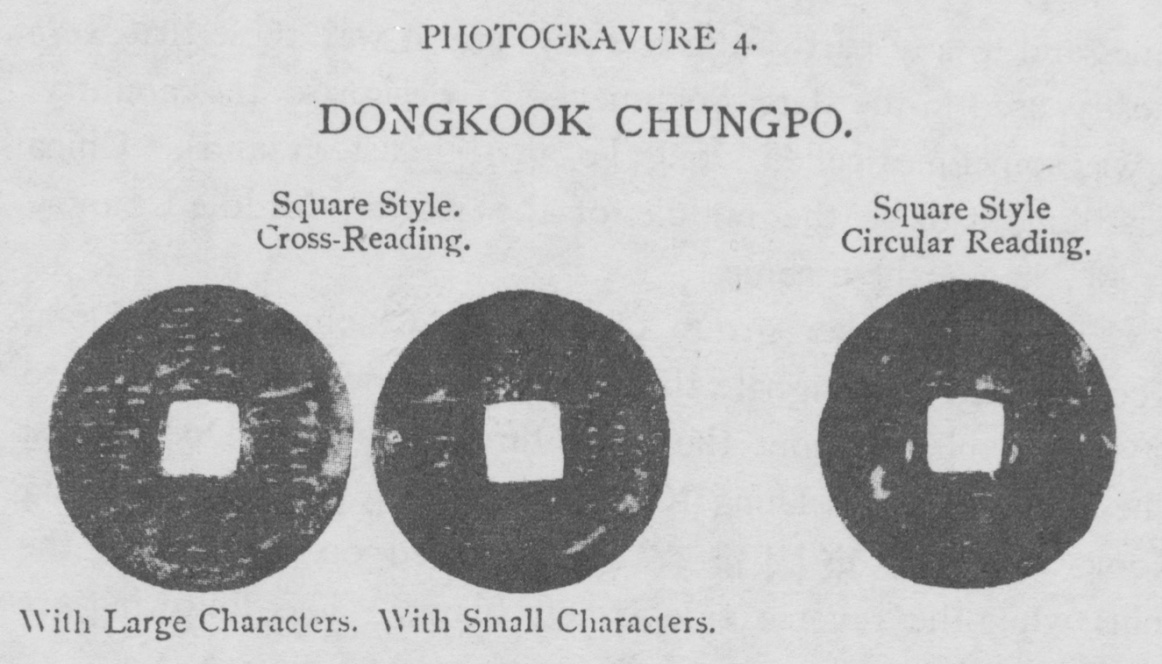 PHOTOGRAVURE 4.
DONGKOOK CHUNGPO.
Square Style.
Cross-Reading.
Square Style
Circular Reading.
With Large Characters. With Small Characters.